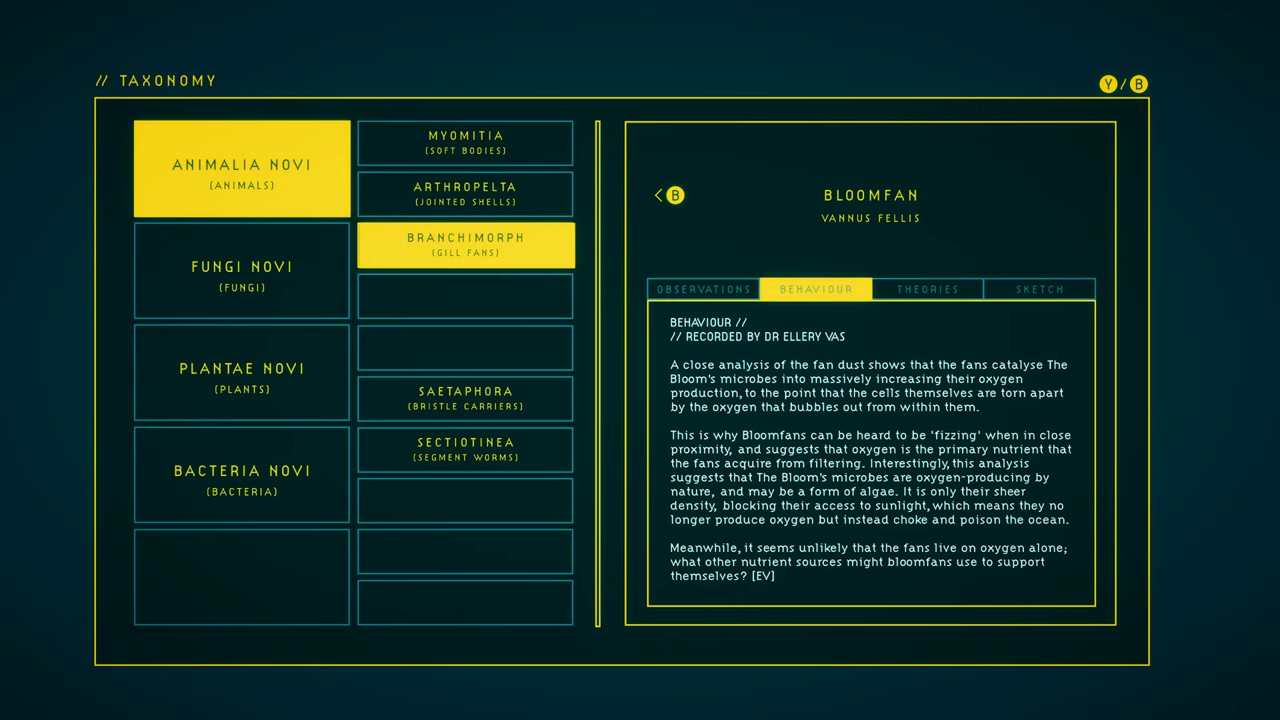 // TAXONOMY
Y / B
ANIMALIA NOVI
(ANIMALS)
FUNGI NOVI
(FUNGI)
PLANTAE NOVI
(PLANTS)
BACTERIA NOVI
(BACTERIA)
MYOMITIA
(SOFT BODIES)
ARTHROPELTA
(JOINTED SHELLS)
BRANCHIMORPH
(GILL FANS)
SAETAPHORA
(BRISTLE CARRIERS)
SECTIOTINEA
(SEGMENT WORMS)
< B
BLOOMFAN
VANNUS FELLIS
OBSERVATIONS BEHAVIOUR THEORIES SKETCH
BEHAVIOUR //
// RECORDED BY DR ELLERY VAS
A close analysis of the fan dust shows that the fans catalyse The
Bloom's microbes into massively increasing their oxygen
production, to the point that the cells themselves are torn apart
by the oxygen that bubbles out from within them.
This is why Bloomfans can be heard to be 'fizzing' when in close
proximity, and suggests that oxygen is the primary nutrient that
the fans acquire from filtering. Interestingly, this analysis
suggests that The Bloom's microbes are oxygen-producing by
nature, and may be a form of algae. It is only their sheer
density, blocking their access to sunlight, which means they no
longer produce oxygen but instead choke and poison the ocean.
Meanwhile, it seems unlikely that the fans live on oxygen alone;
what other nutrient sources might bloomfans use to support
themselves? [EV]